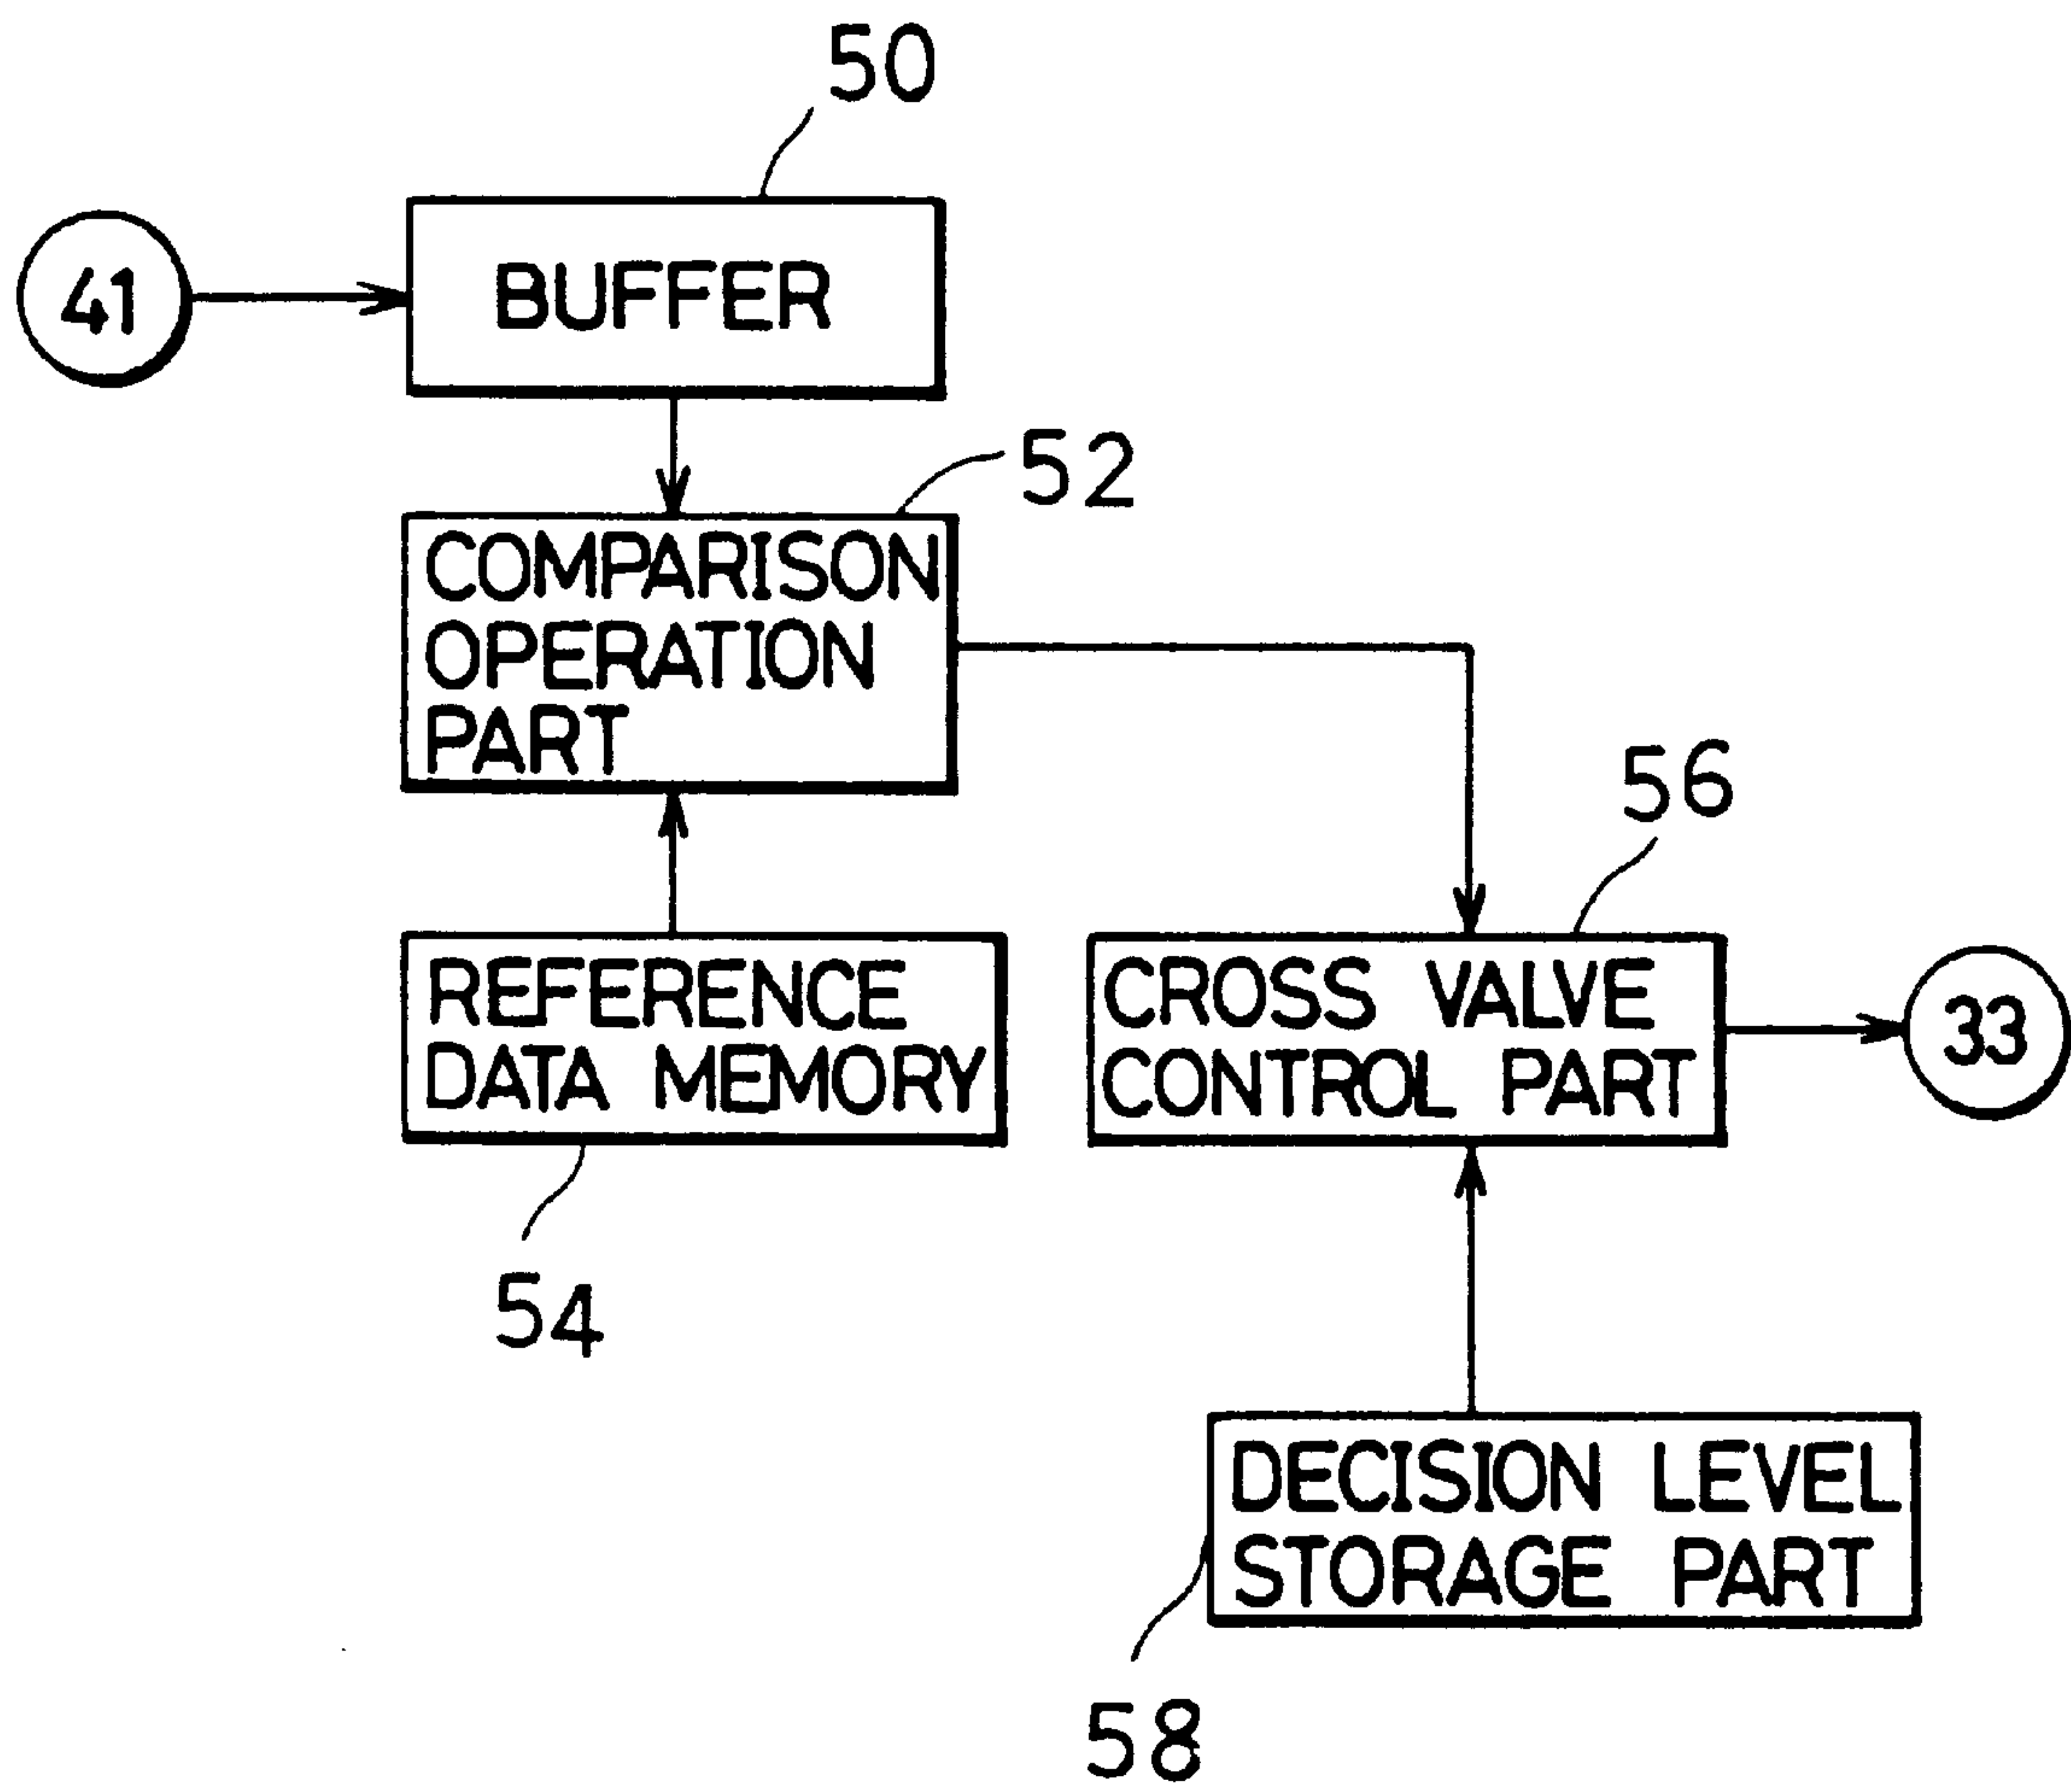 50
41
BUFFER
52
COMPARISON
OPERATION
PART
56
REFERENCE
DATA MEMORY
CROSS VALVE
CONTROL PART
33
54
DECISION LEVEL
STORAGE PART
58